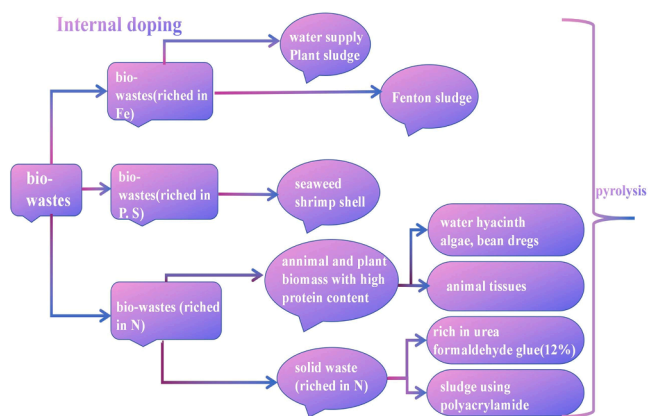 Internal doping
water supply
Plant sludge
bio-
wastes(riched in
Fe)
Fenton sludge
bio-
wastes
bio-
wastes(riched in
P. S)
seaweed
shrimp shell
pyrolysis
water hyacinth
algae, bean dregs
annimal and plant
biomass with high
protein content
animal tissues
bio-wastes (riched
in N)
rich in urea
formaldehyde glue(12%)
solid waste
(riched in N)
sludge using
polyacrylamide